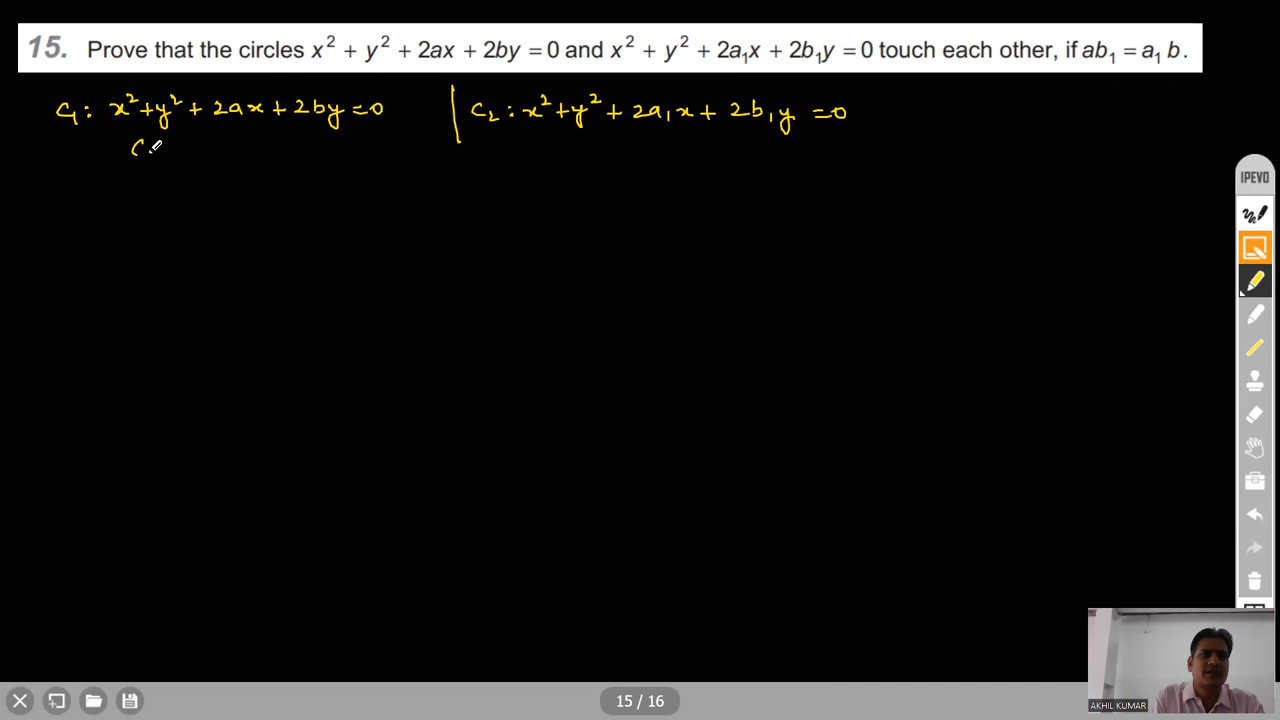 15. Prove that the circles x² + y² + 2ax + 2by = 0 and x² + y² + 2a₁x + 2b₁y = 0 touch each other, if ab₁ = a₁ b.
C₁: x²+y²+ 2ax + 2by = 0 | C₂: x²+y² + 2a₁x + 2b₁y = 0
C
IPEVO
15 / 16
AKHIL KUMAR